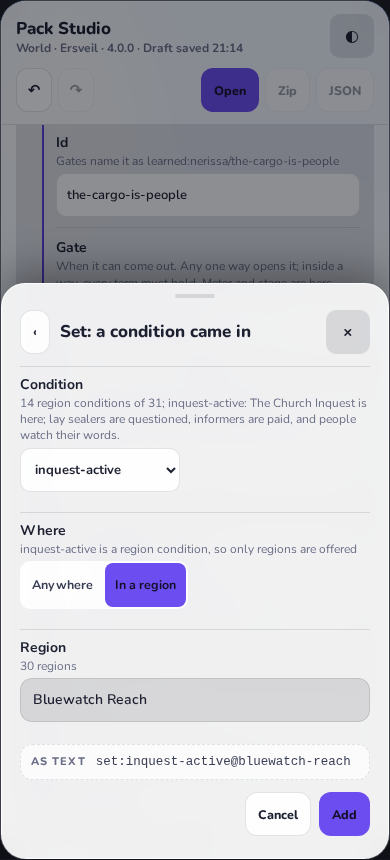 Pack Studio
World · Ersveil · 4.0.0 · Draft saved 21:14
Open
Zip
JSON
Id
Gates name it as learned:nerissa/the-cargo-is-people
the-cargo-is-people
Gate
When it can come out. Any one way opens it; inside a
Set: a condition came in
Condition
14 region conditions of 31; inquest-active: The Church Inquest is
here; lay sealers are questioned, informers are paid, and people
watch their words.
inquest-active
Where
inquest-active is a region condition, so only regions are offered
Anywhere
In a region
Region
30 regions
Bluewatch Reach
AS TEXT set:inquest-active@bluewatch-reach
Cancel
Add